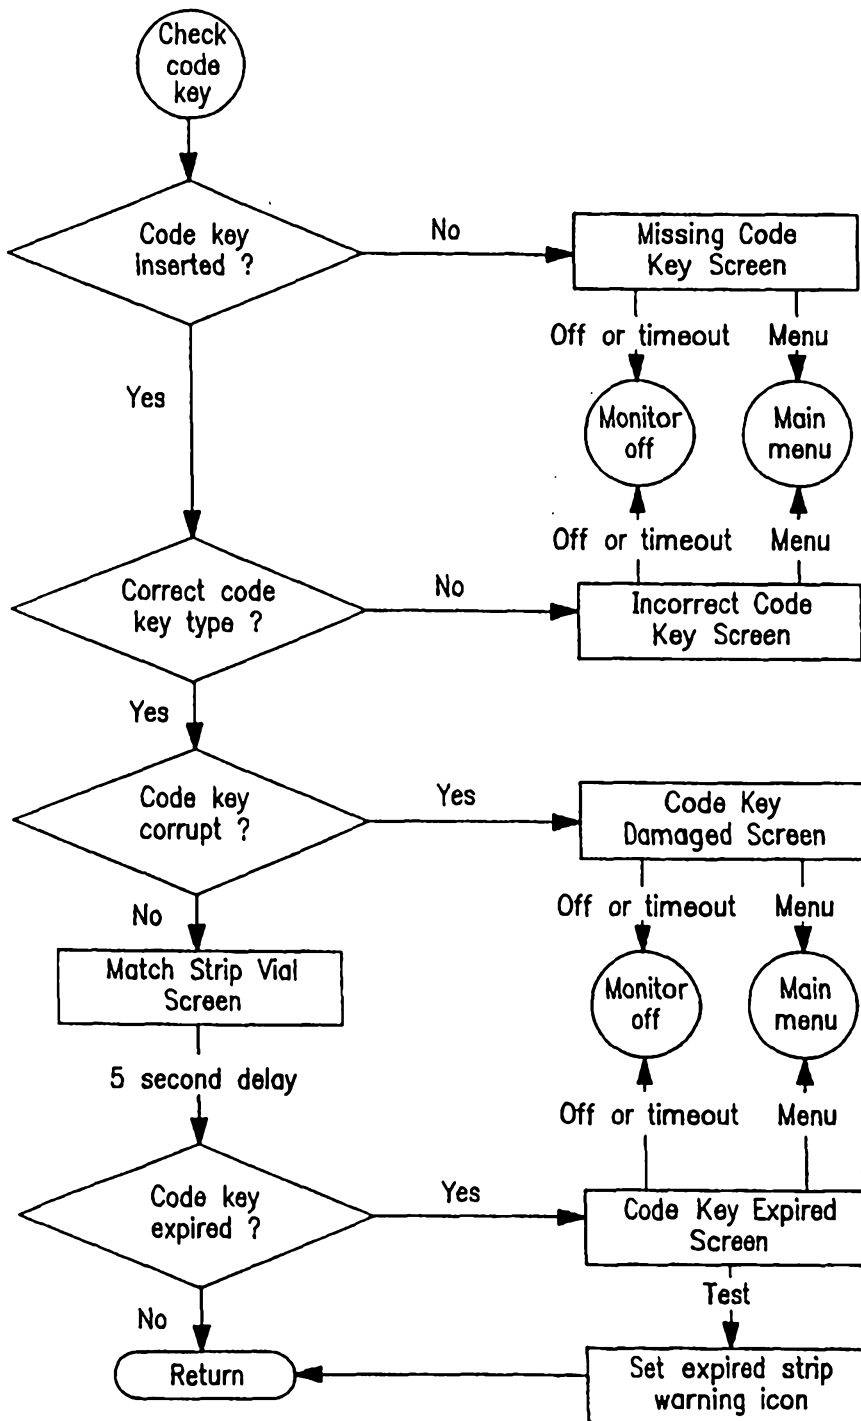 Check
code
key
Code key
inserted ?
No
Missing Code
Key Screen
Off or timeout
Menu
Yes
Monitor
off
Main
menu
Off or timeout
Menu
Correct code
key type ?
No
Incorrect Code
Key Screen
Yes
Code key
corrupt ?
Yes
Code Key
Damaged Screen
No
Off or timeout
Menu
Match Strip Vial
Screen
Monitor
off
Main
menu
5 second delay
Off or timeout
Menu
Code key
expired ?
Yes
Code Key Expired
Screen
Test
No
Return
Set expired strip
warning icon